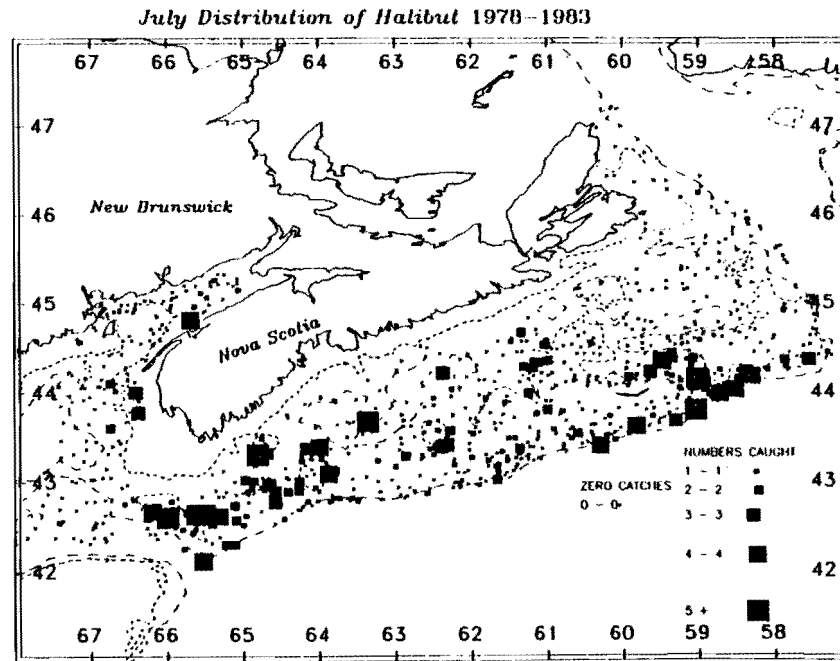 July Distribution of Halibut 1978-1983
67 66 65 64 63 62 61 60 59 58
47 47
46 46
New Brunswick
45 45
Nova Scotia
44 44
NUMBERS CAUGHT
1 - 1
43 43
ZERO CATCHES
2 - 2
0 - 0
3 - 3
4 - 4
42 42
5 +
67 66 65 64 63 62 61 60 59 58